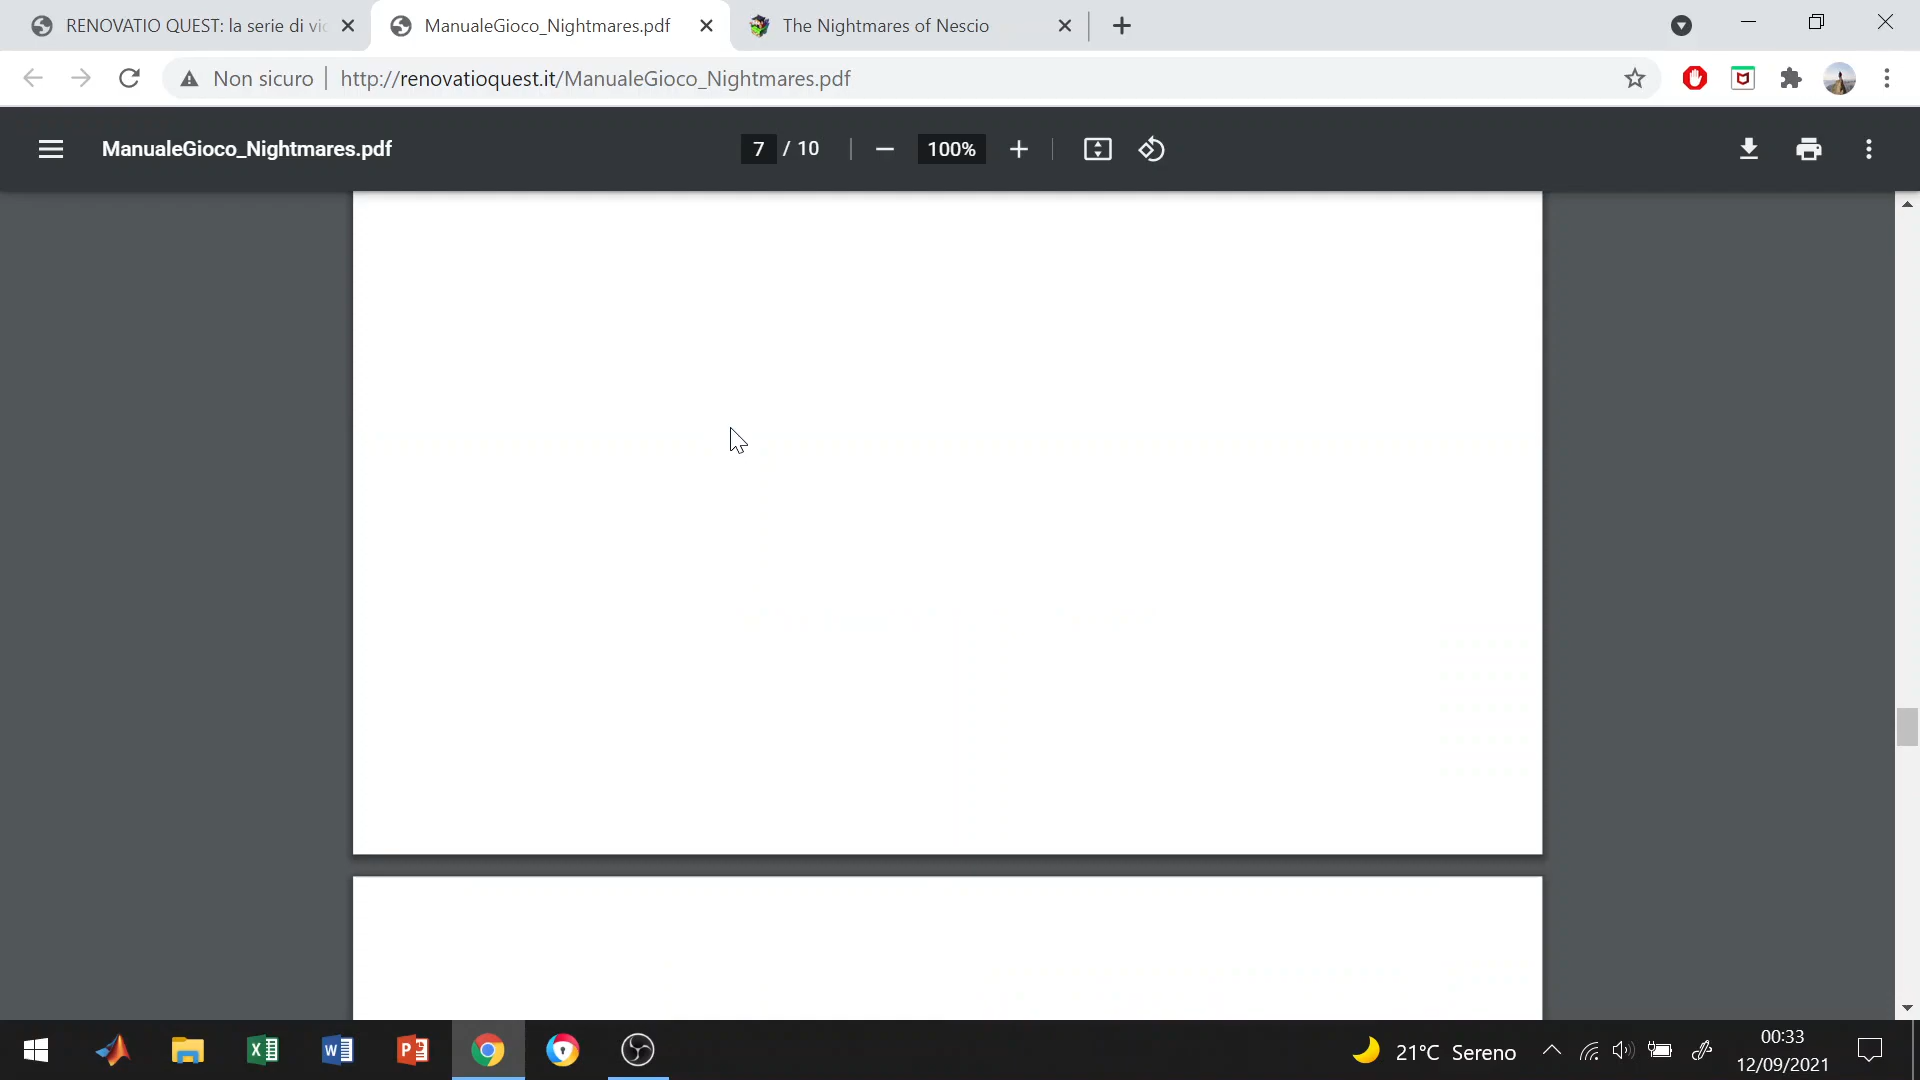 RENOVATIO QUEST: la serie di vi
ManualeGioco_Nightmares.pdf
The Nightmares of Nescio
Non sicuro
http://renovatioquest.it/ManualeGioco_Nightmares.pdf
ManualeGioco_Nightmares.pdf
7 / 10
100%
21°C Sereno
00:33
12/09/2021